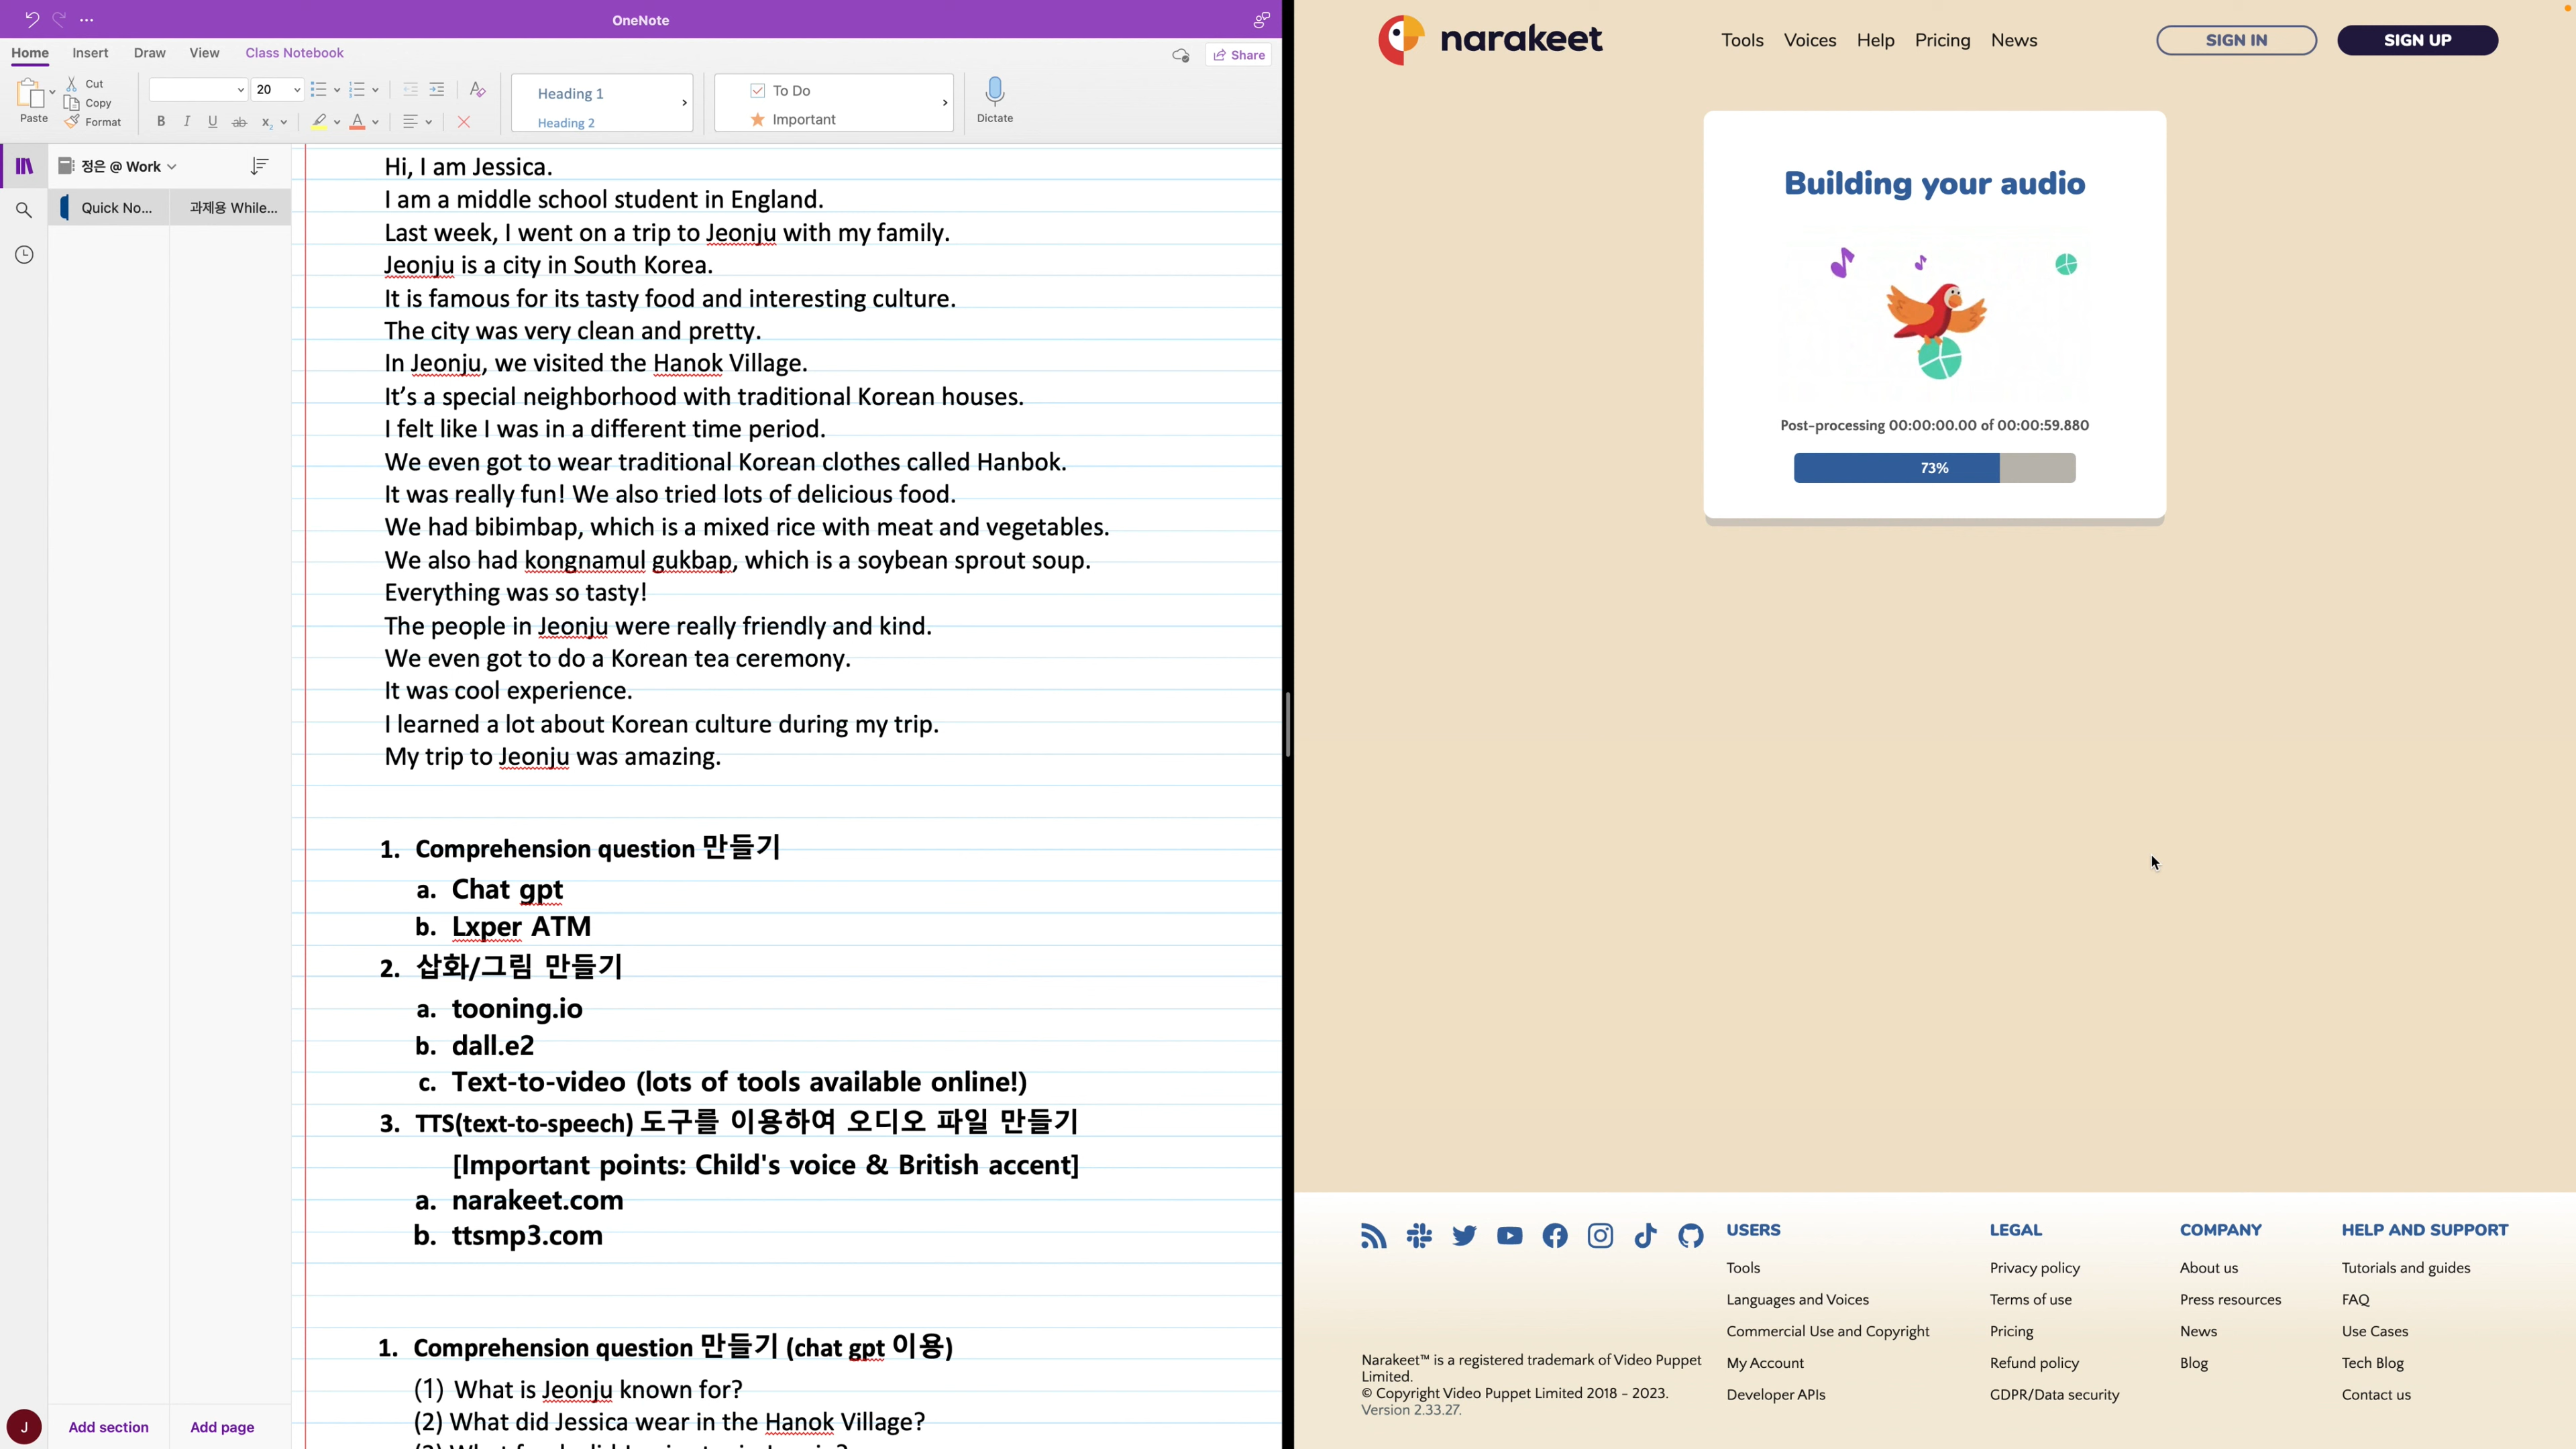 OneNote
Home Insert Draw View Class Notebook
Share
Paste
Cut
Copy
Format
20
B I U ab x₂
A
Heading 1
Heading 2
To Do
Important
Dictate
정은 @ Work
Quick No...
과제용 While...
Hi, I am Jessica.
I am a middle school student in England.
Last week, I went on a trip to Jeonju with my family.
Jeonju is a city in South Korea.
It is famous for its tasty food and interesting culture.
The city was very clean and pretty.
In Jeonju, we visited the Hanok Village.
It’s a special neighborhood with traditional Korean houses.
I felt like I was in a different time period.
We even got to wear traditional Korean clothes called Hanbok.
It was really fun! We also tried lots of delicious food.
We had bibimbap, which is a mixed rice with meat and vegetables.
We also had kongnamul gukbap, which is a soybean sprout soup.
Everything was so tasty!
The people in Jeonju were really friendly and kind.
We even got to do a Korean tea ceremony.
It was cool experience.
I learned a lot about Korean culture during my trip.
My trip to Jeonju was amazing.
1. Comprehension question 만들기
a. Chat gpt
b. Lxper ATM
2. 삽화/그림 만들기
a. tooning.io
b. dall.e2
c. Text-to-video (lots of tools available online!)
3. TTS(text-to-speech) 도구를 이용하여 오디오 파일 만들기
[Important points: Child's voice & British accent]
a. narakeet.com
b. ttsmp3.com
1. Comprehension question 만들기 (chat gpt 이용)
(1) What is Jeonju known for?
(2) What did Jessica wear in the Hanok Village?
J
Add section
Add page
narakeet
Tools Voices Help Pricing News
SIGN IN
SIGN UP
Building your audio
Post-processing 00:00:00.00 of 00:00:59.880
73%
Narakeet™ is a registered trademark of Video Puppet
Limited.
© Copyright Video Puppet Limited 2018 - 2023.
Version 2.33.27.
USERS
Tools
Languages and Voices
Commercial Use and Copyright
My Account
Developer APIs
LEGAL
Privacy policy
Terms of use
Pricing
Refund policy
GDPR/Data security
COMPANY
About us
Press resources
News
Blog
HELP AND SUPPORT
Tutorials and guides
FAQ
Use Cases
Tech Blog
Contact us